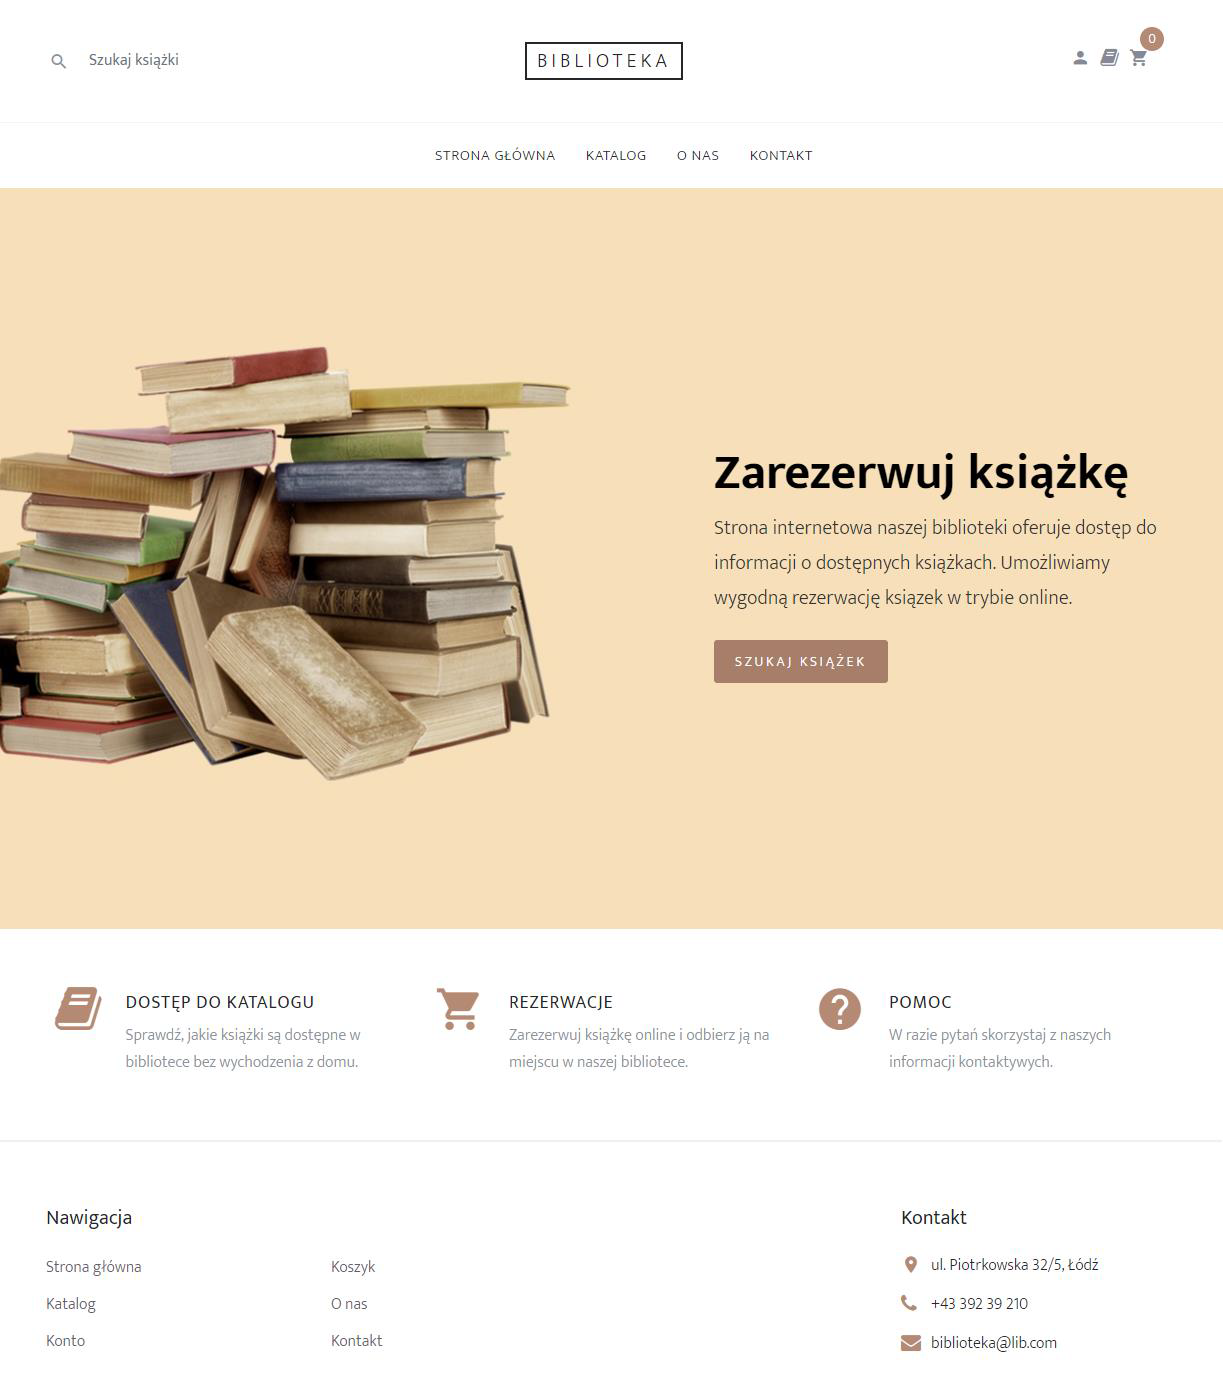 Szukaj książki
BIBLIOTEKA
0
STRONA GŁÓWNA KATALOG O NAS KONTAKT
Zarezerwuj książkę
Strona internetowa naszej biblioteki oferuje dostęp do
informacji o dostępnych książkach. Umożliwiamy
wygodną rezerwację ksiązek w trybie online.
SZUKAJ KSIĄŻEK
DOSTĘP DO KATALOGU
Sprawdź, jakie książki są dostępne w
bibliotece bez wychodzenia z domu.
REZERWACJE
Zarezerwuj książkę online i odbierz ją na
miejscu w naszej bibliotece.
POMOC
W razie pytań skorzystaj z naszych
informacji kontaktywych.
Nawigacja
Strona główna
Katalog
Konto
Koszyk
O nas
Kontakt
Kontakt
ul. Piotrkowska 32/5, Łódź
+43 392 39 210
biblioteka@lib.com